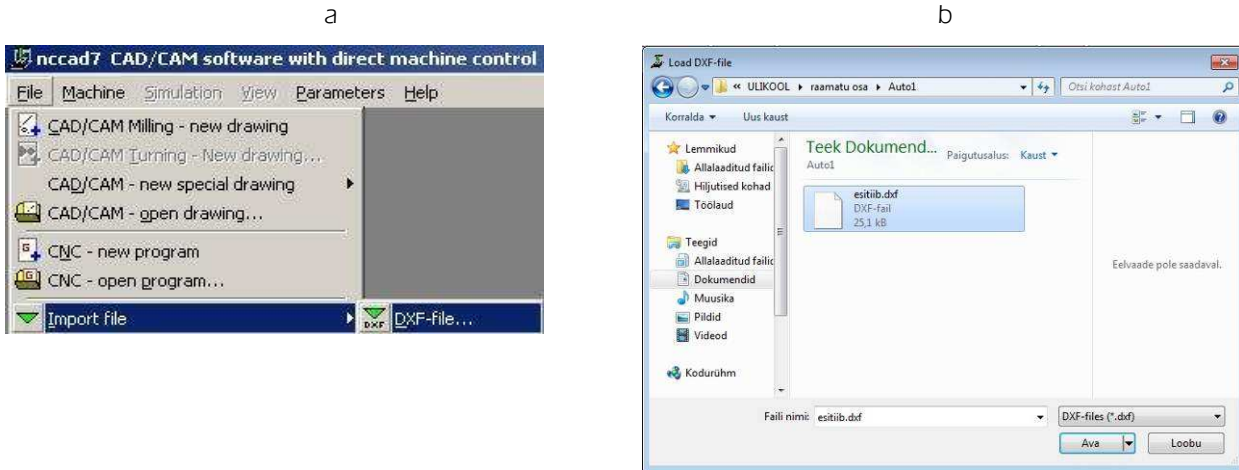 a
nccad7 CAD/CAM software with direct machine control
File Machine Simulation View Parameters Help
CAD/CAM Milling - new drawing
CAD/CAM Turning - New drawing...
CAD/CAM - new special drawing
CAD/CAM - open drawing...
CNC - new program
CNC - open program...
Import file
DXF DXF-file...
b
Load DXF-file
« ULIKOOL raamatu osa Auto1
Otsi kohast Auto1
Korralda Uus kaust
Lemmikud
Allalaaditud failic
Hiljutised kohad
Töölaud
Teegid
Allalaaditud failic
Dokumendid
Muusika
Pildid
Videod
Kodurühm
Teek Dokumend...
Auto1
Paigutusalus: Kaust
esitiib.dxf
DXF-fail
25,1 kB
Eelvaade pole saadaval.
Faili nimi: esitiib.dxf
DXF-files (*.dxf)
Ava Loobu